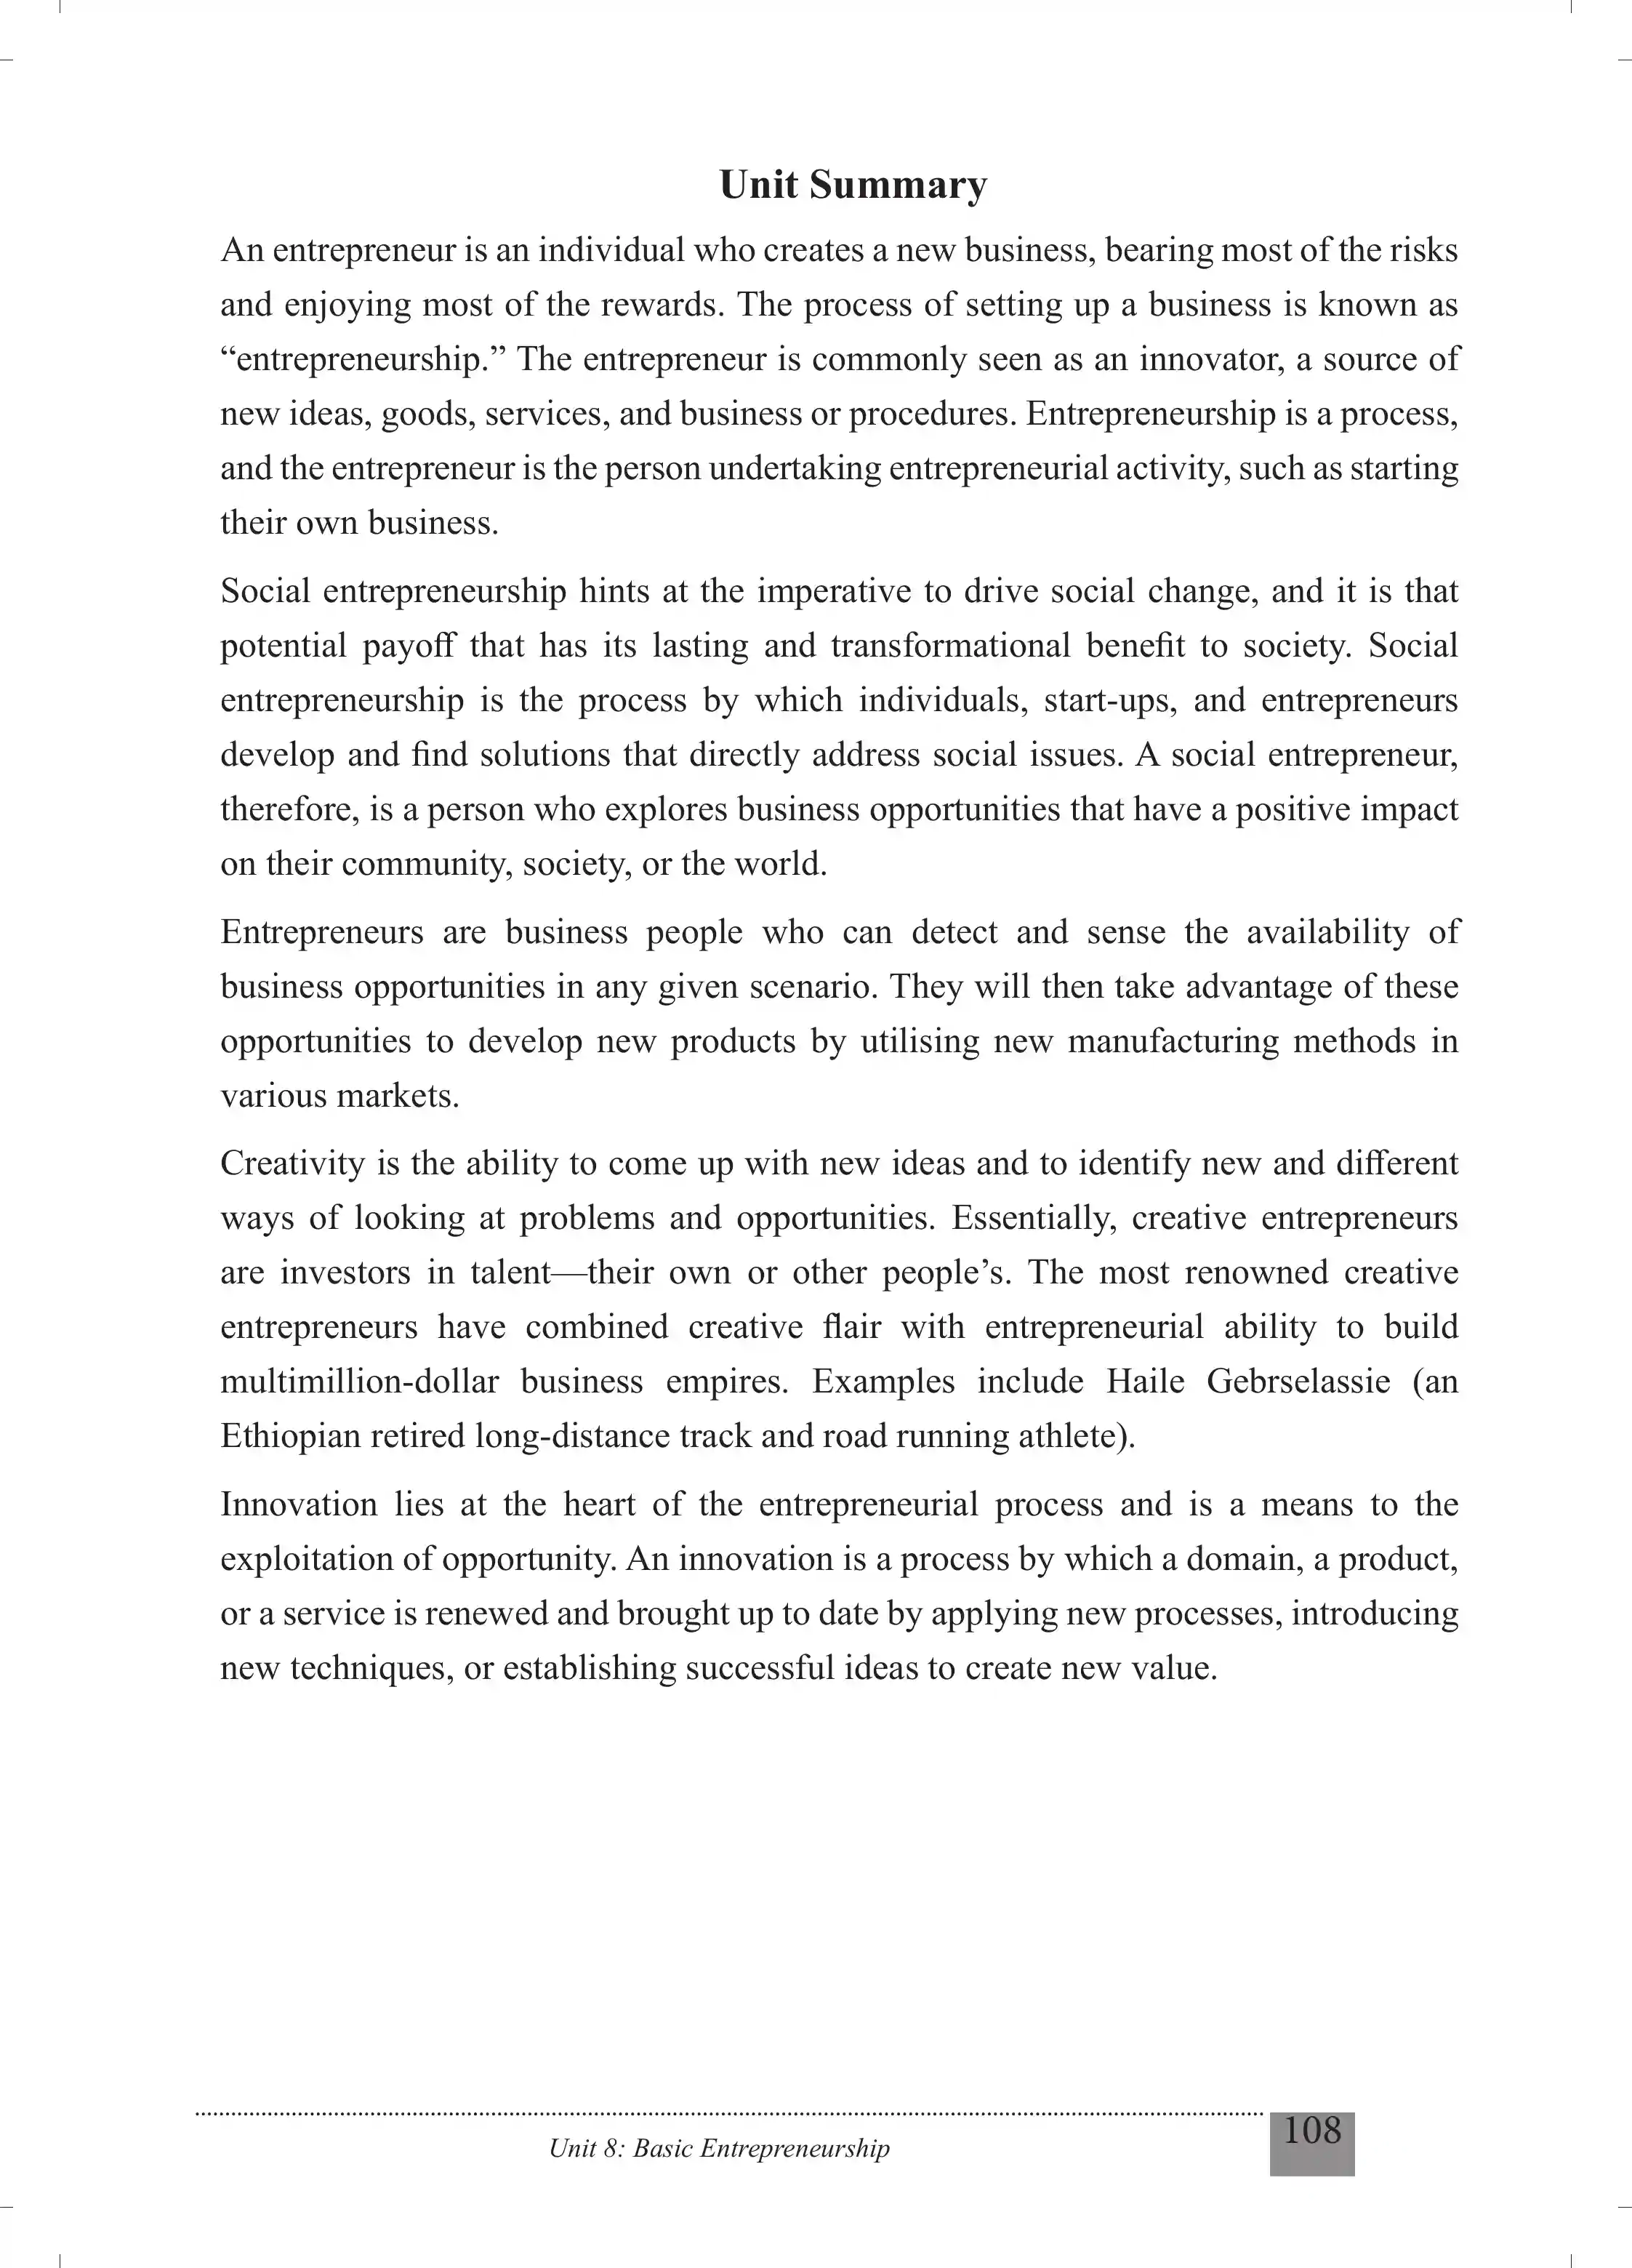 Unit Summary
An entrepreneur is an individual who creates a new business, bearing most of the risks
and enjoying most of the rewards. The process of setting up a business is known as
“entrepreneurship.” The entrepreneur is commonly seen as an innovator, a source of
new ideas, goods, services, and business or procedures. Entrepreneurship is a process,
and the entrepreneur is the person undertaking entrepreneurial activity, such as starting
their own business.
Social entrepreneurship hints at the imperative to drive social change, and it is that
potential payoff that has its lasting and transformational benefit to society. Social
entrepreneurship is the process by which individuals, start-ups, and entrepreneurs
develop and find solutions that directly address social issues. A social entrepreneur,
therefore, is a person who explores business opportunities that have a positive impact
on their community, society, or the world.
Entrepreneurs are business people who can detect and sense the availability of
business opportunities in any given scenario. They will then take advantage of these
opportunities to develop new products by utilising new manufacturing methods in
various markets.
Creativity is the ability to come up with new ideas and to identify new and different
ways of looking at problems and opportunities. Essentially, creative entrepreneurs
are investors in talent—their own or other people’s. The most renowned creative
entrepreneurs have combined creative flair with entrepreneurial ability to build
multimillion-dollar business empires. Examples include Haile Gebrselassie (an
Ethiopian retired long-distance track and road running athlete).
Innovation lies at the heart of the entrepreneurial process and is a means to the
exploitation of opportunity. An innovation is a process by which a domain, a product,
or a service is renewed and brought up to date by applying new processes, introducing
new techniques, or establishing successful ideas to create new value.
Unit 8: Basic Entrepreneurship
108